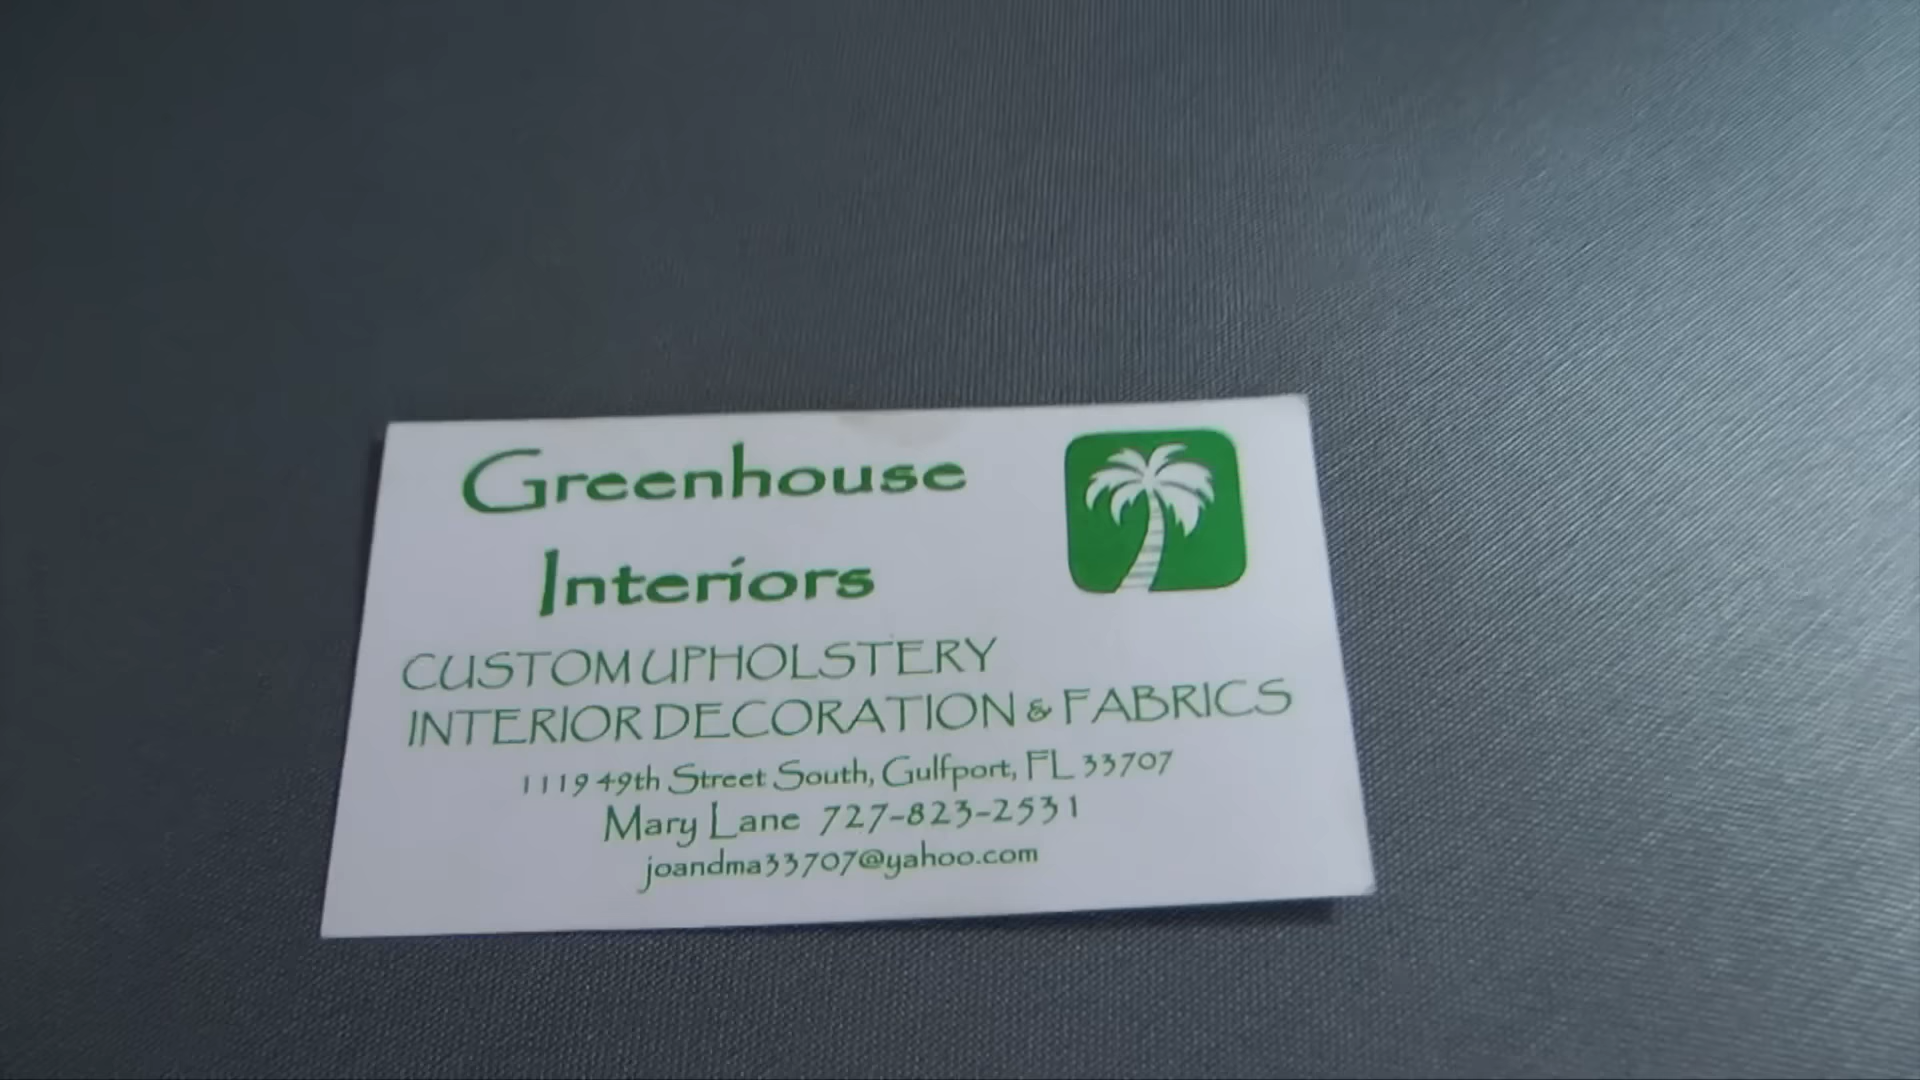 Greenhouse
Interiors
CUSTOM UPHOLSTERY
INTERIOR DECORATION & FABRICS
1119 49th Street South, Gulfport, FL 33707
Mary Lane 727-823-2531
joandma33707@yahoo.com